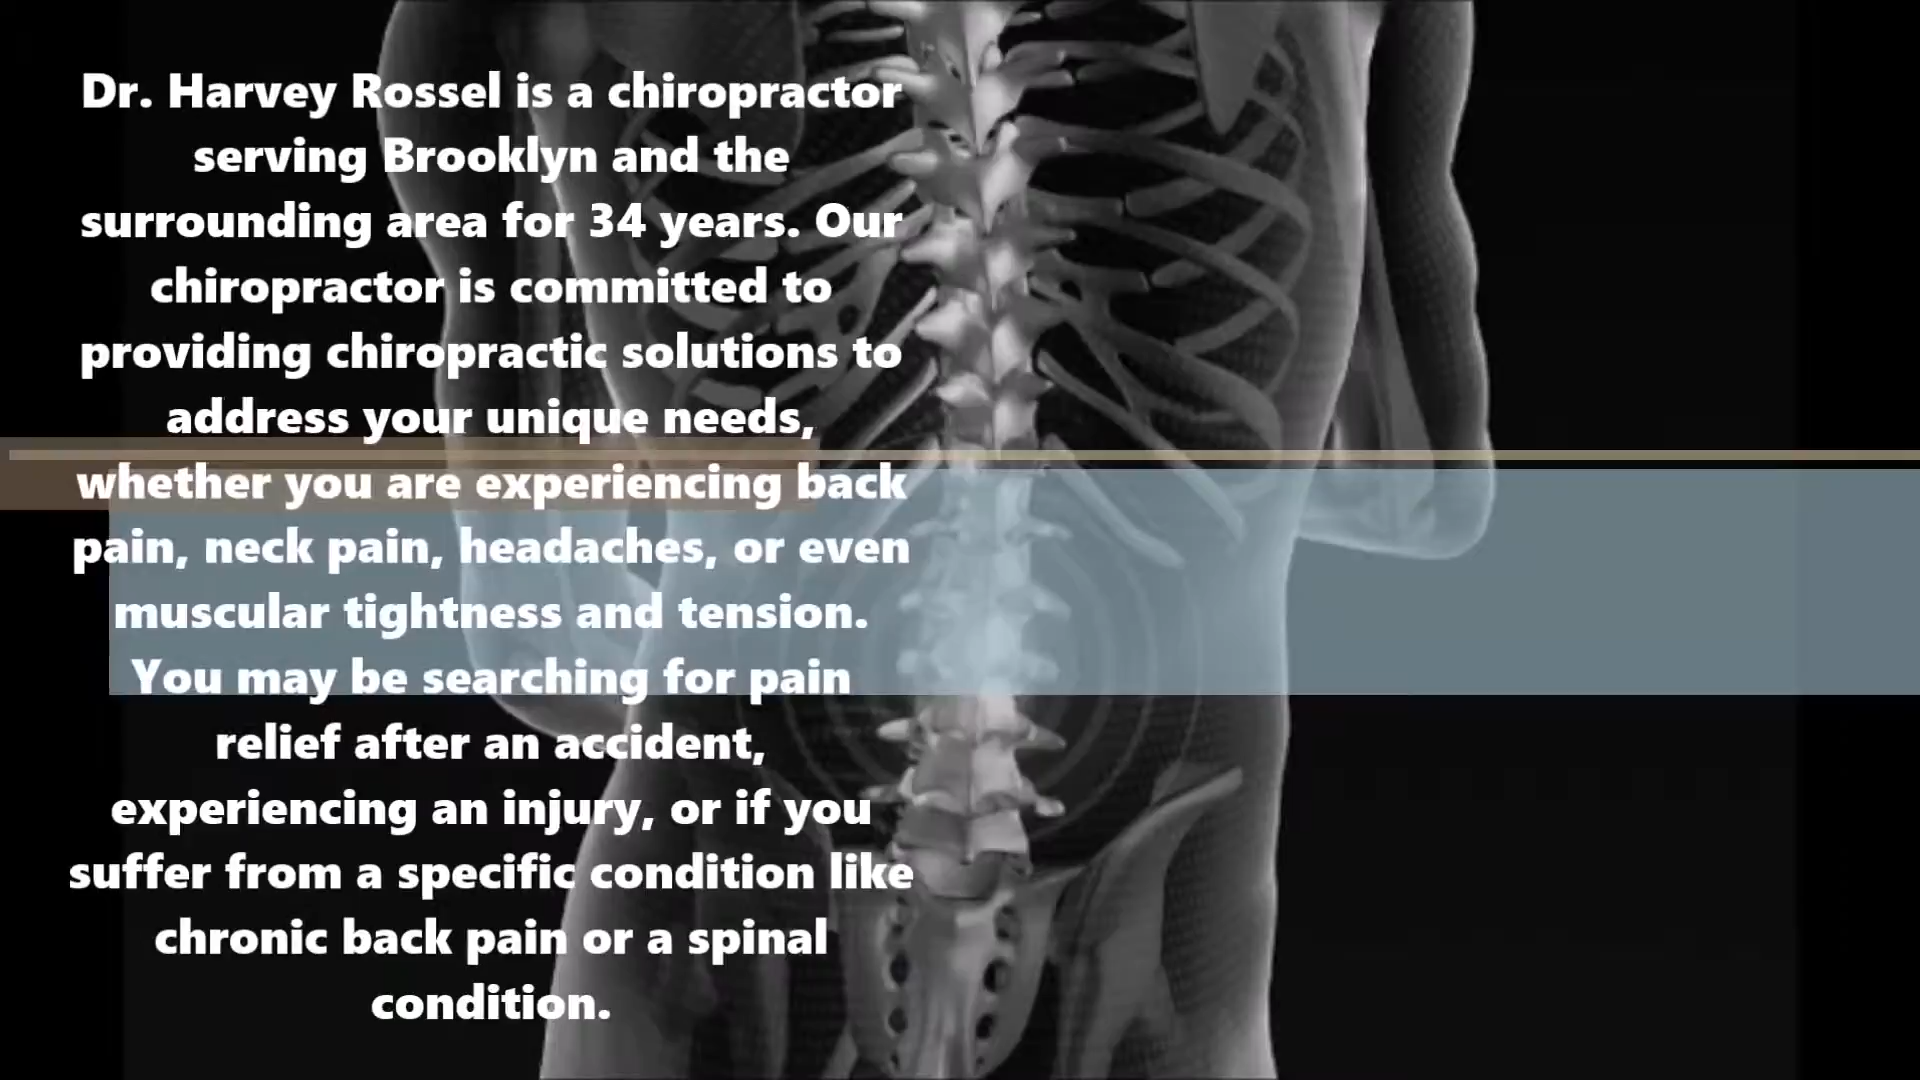 Dr. Harvey Rossel is a chiropractor
serving Brooklyn and the
surrounding area for 34 years. Our
chiropractor is committed to
providing chiropractic solutions to
address your unique needs,
whether you are experiencing back
pain, neck pain, headaches, or even
muscular tightness and tension.
You may be searching for pain
relief after an accident,
experiencing an injury, or if you
suffer from a specific condition like
chronic back pain or a spinal
condition.